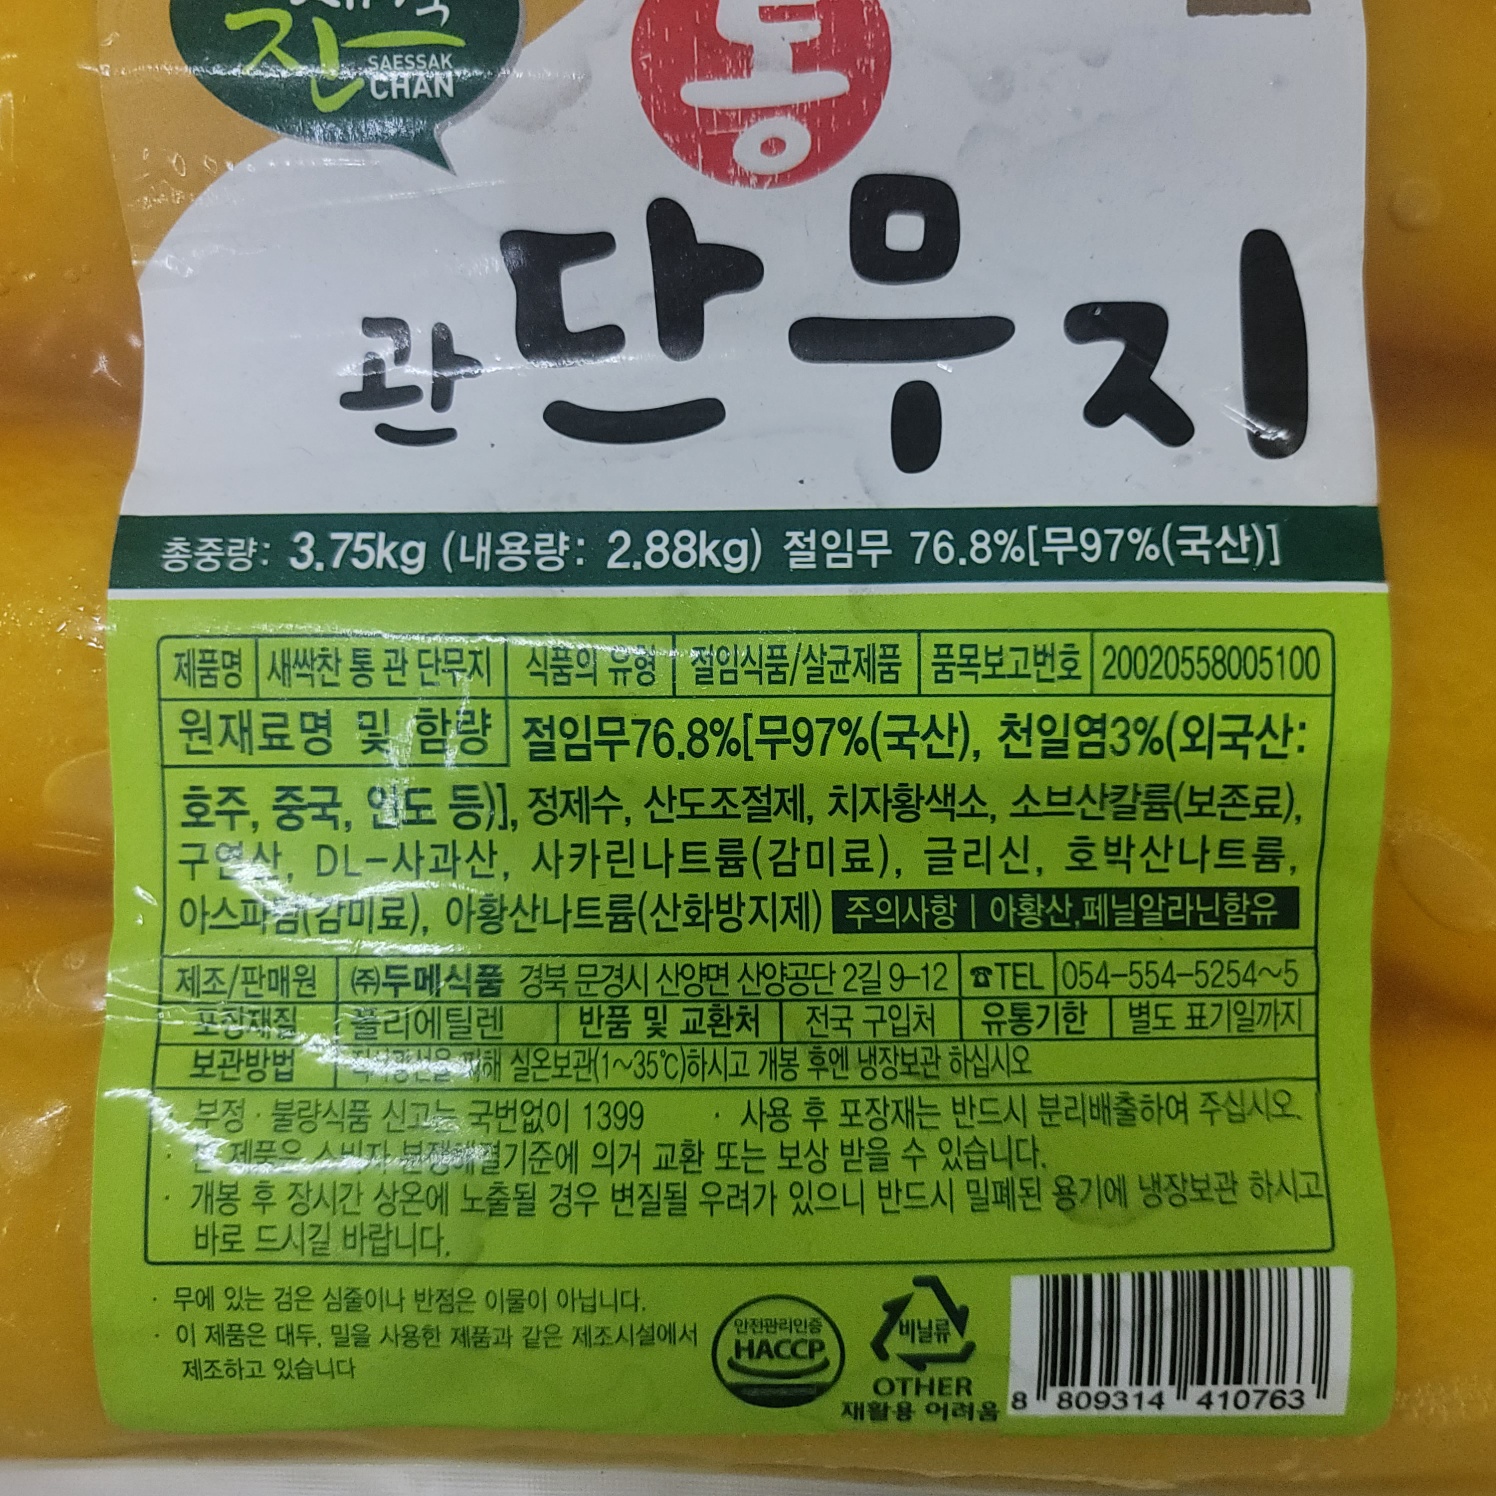 찬
SAESSAK
CHAN
통
관 단무지
총중량: 3.75kg (내용량: 2.88kg) 절임무 76.8%[무97%(국산)]
제품명 새싹찬 통 관 단무지 식품의 유형 절임식품/살균제품 품목보고번호 20020558005100
원재료명 및 함량 절임무76.8%[무97%(국산), 천일염3%(외국산:
호주, 중국, 인도 등)], 정제수, 산도조절제, 치자황색소, 소브산칼륨(보존료),
구연산, DL-사과산, 사카린나트륨(감미료), 글리신, 호박산나트륨,
아스파탐(감미료), 아황산나트륨(산화방지제) 주의사항 | 아황산,페닐알라닌함유
제조/판매원 ㈜두메식품 경북 문경시 산양면 산양공단 2길 9-12 ☎TEL 054-554-5254~5
포장재질 폴리에틸렌 반품 및 교환처 전국 구입처 유통기한 별도 표기일까지
보관방법 직사광선을 피해 실온보관(1~35℃)하시고 개봉 후엔 냉장보관 하십시오
· 부정 · 불량식품 신고는 국번없이 1399 · 사용 후 포장재는 반드시 분리배출하여 주십시오.
· 본 제품은 소비자 분쟁해결기준에 의거 교환 또는 보상 받을 수 있습니다.
· 개봉 후 장시간 상온에 노출될 경우 변질될 우려가 있으니 반드시 밀폐된 용기에 냉장보관 하시고
바로 드시길 바랍니다.
· 무에 있는 검은 심줄이나 반점은 이물이 아닙니다.
· 이 제품은 대두, 밀을 사용한 제품과 같은 제조시설에서
제조하고 있습니다
안전관리인증
HACCP
비닐류
OTHER
재활용 어려움
8 809314 410763